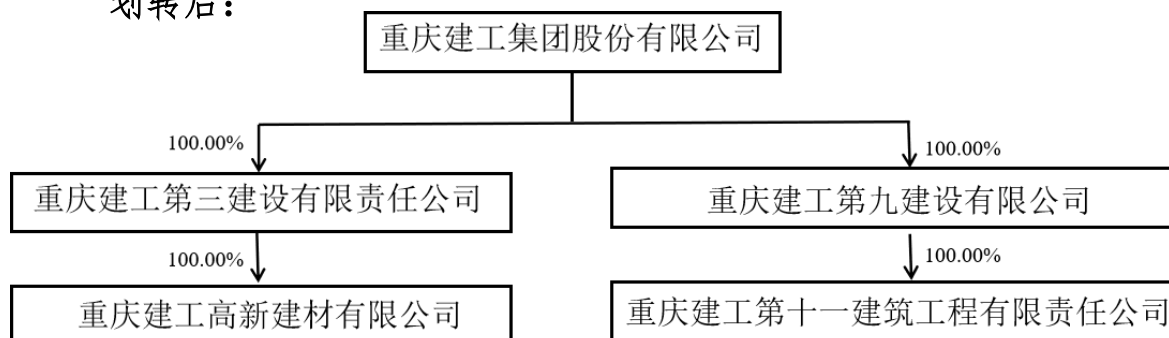 划转后：
重庆建工集团股份有限公司
100.00%
100.00%
重庆建工第三建设有限责任公司
重庆建工第九建设有限公司
100.00%
100.00%
重庆建工高新建材有限公司
重庆建工第十一建筑工程有限责任公司